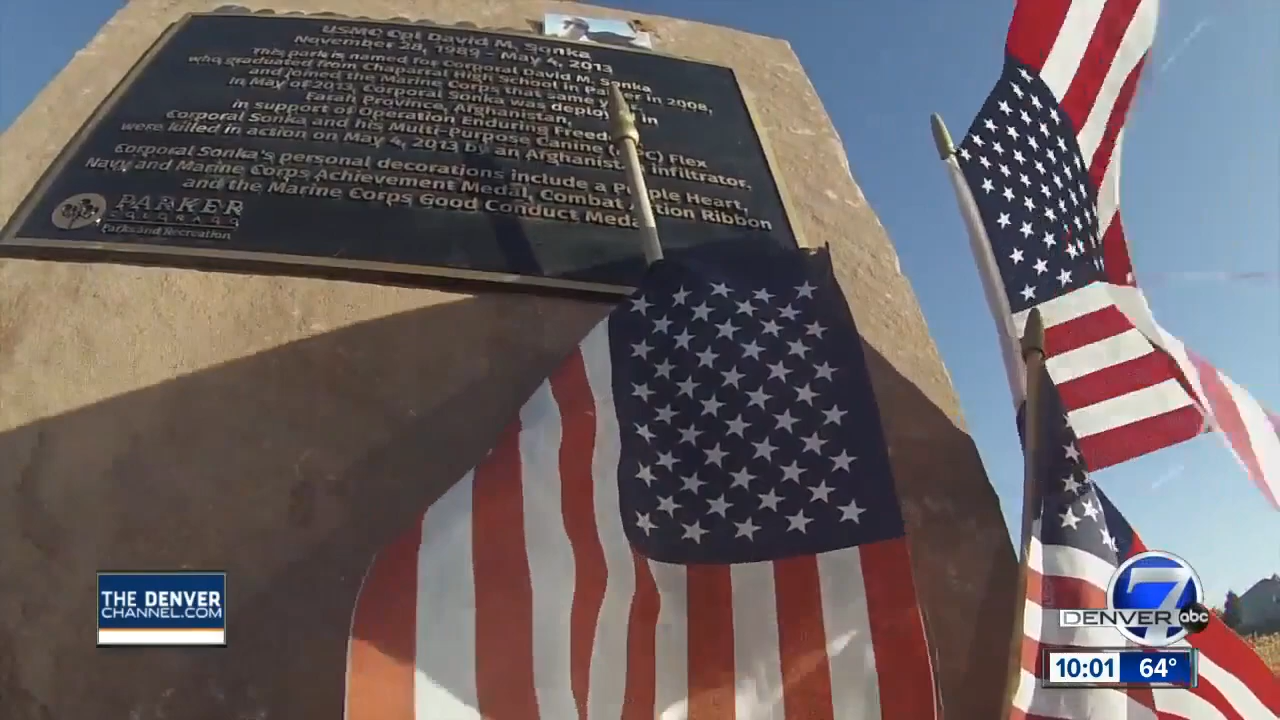 USMC Cpl David M. Sonka
November 28, 1989 - May 4, 2013
This park is named for Corporal David M. Sonka
who graduated from Chaparral High School in Parker in 2008,
and joined the Marine Corps that same year.
In May of 2013, Corporal Sonka was deployed in
Farah Province, Afghanistan,
in support of Operation Enduring Freedom.
Corporal Sonka and his Multi-Purpose Canine (MPC) Flex
were killed in action on May 4, 2013 by an Afghanistan infiltrator.
Corporal Sonka's personal decorations include a Purple Heart,
Navy and Marine Corps Achievement Medal, Combat Action Ribbon
and the Marine Corps Good Conduct Medal
PARKER
COLORADO
Parks and Recreation
THE DENVER
CHANNEL.COM
DENVER 7 abc
10:01 64°